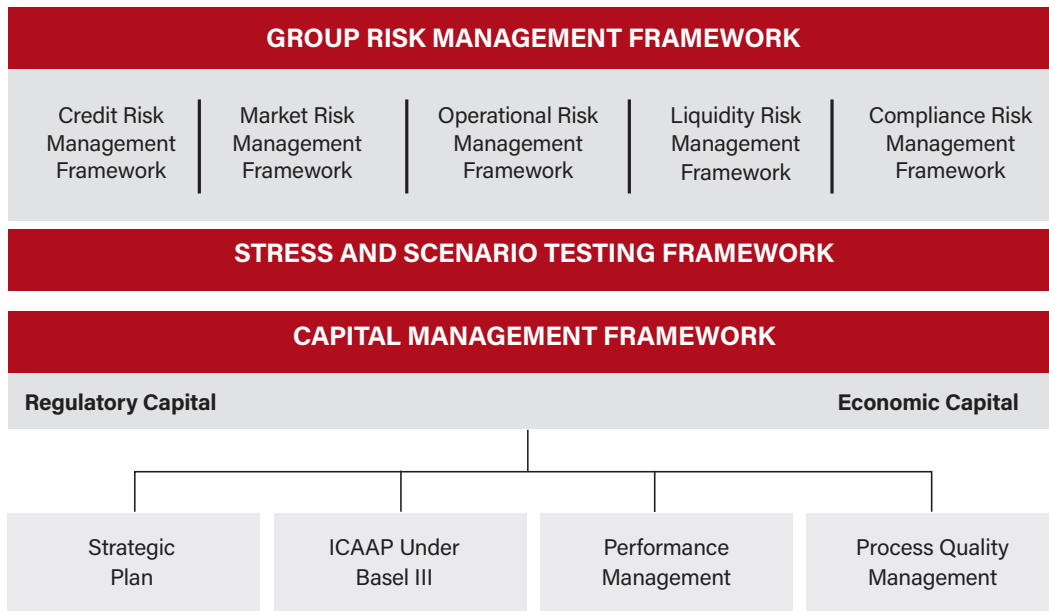 GROUP RISK MANAGEMENT FRAMEWORK
Credit Risk
Management
Framework
Market Risk
Management
Framework
Operational Risk
Management
Framework
Liquidity Risk
Management
Framework
Compliance Risk
Management
Framework
STRESS AND SCENARIO TESTING FRAMEWORK
CAPITAL MANAGEMENT FRAMEWORK
Regulatory Capital
Economic Capital
Strategic
Plan
ICAAP Under
Basel III
Performance
Management
Process Quality
Management